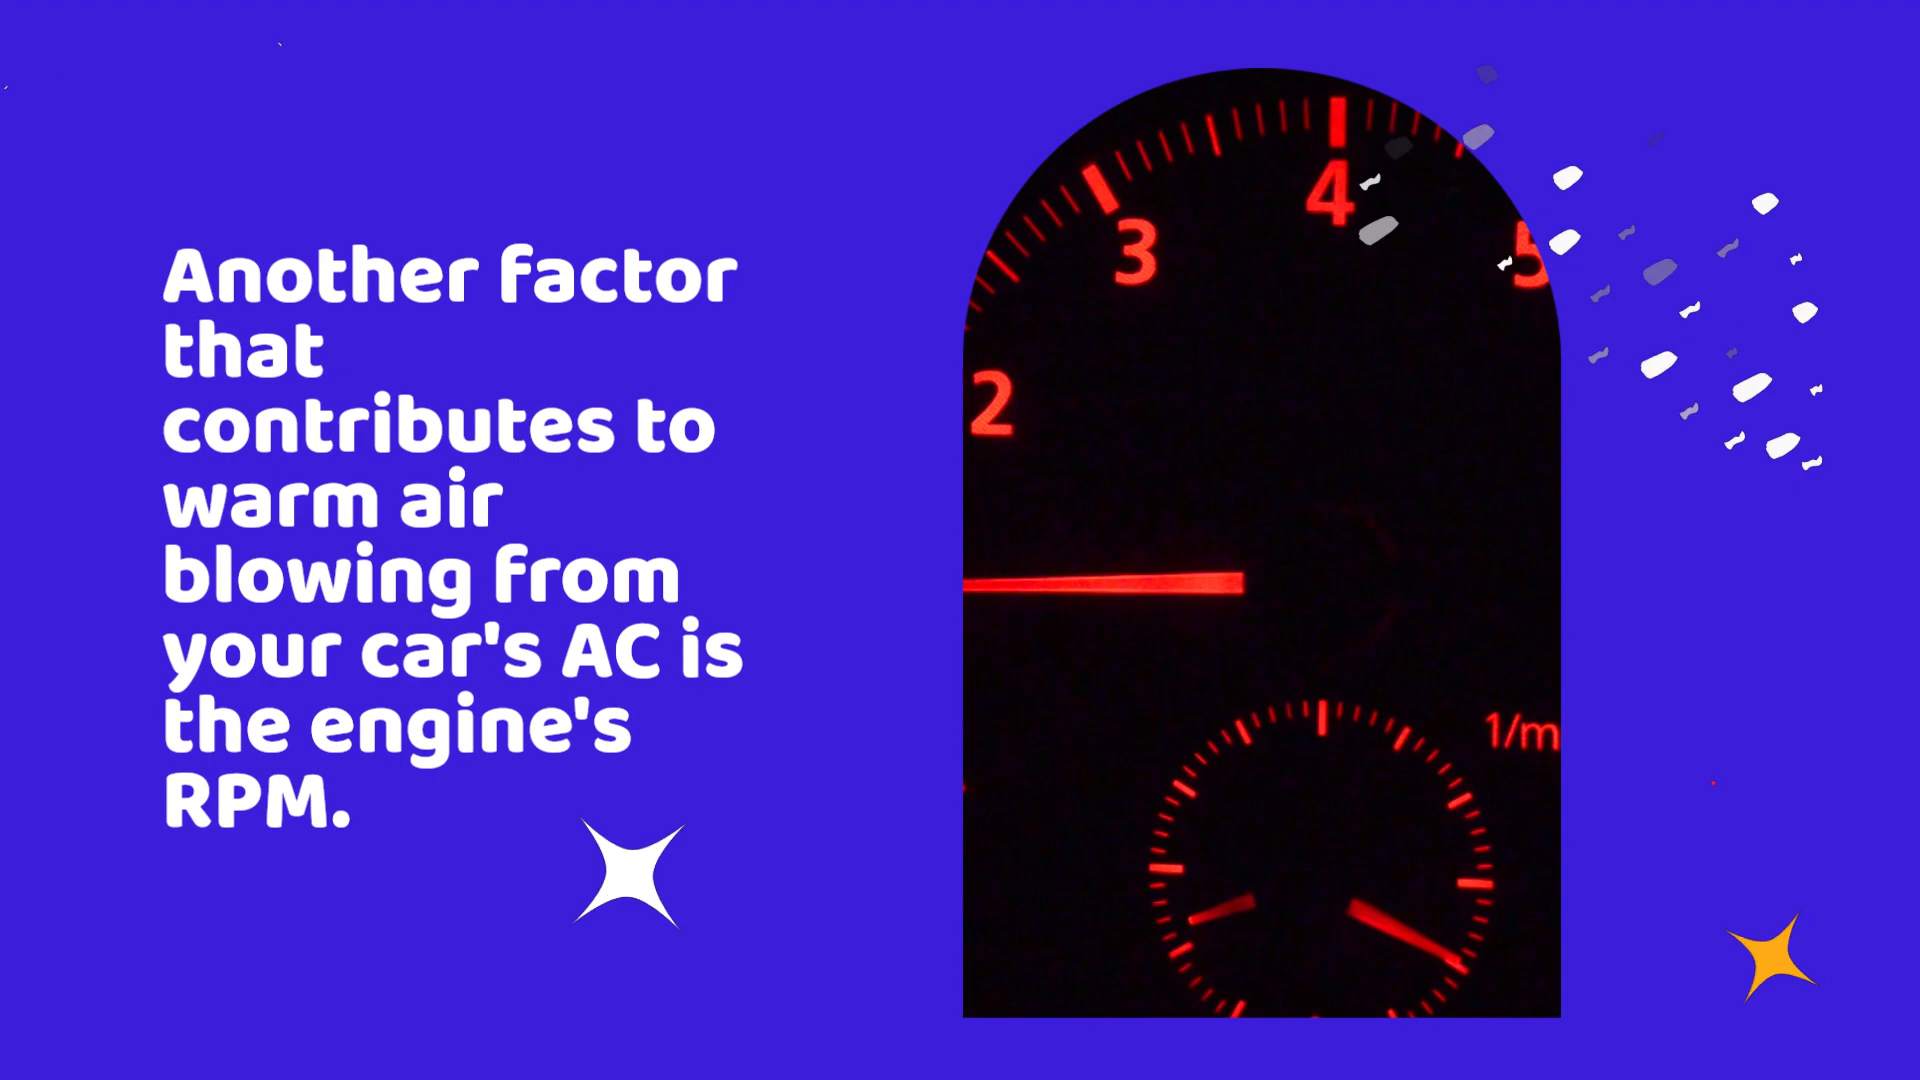 Another factor
that
contributes to
warm air
blowing from
your car's AC is
the engine's
RPM.
4
3
5
2
1/m